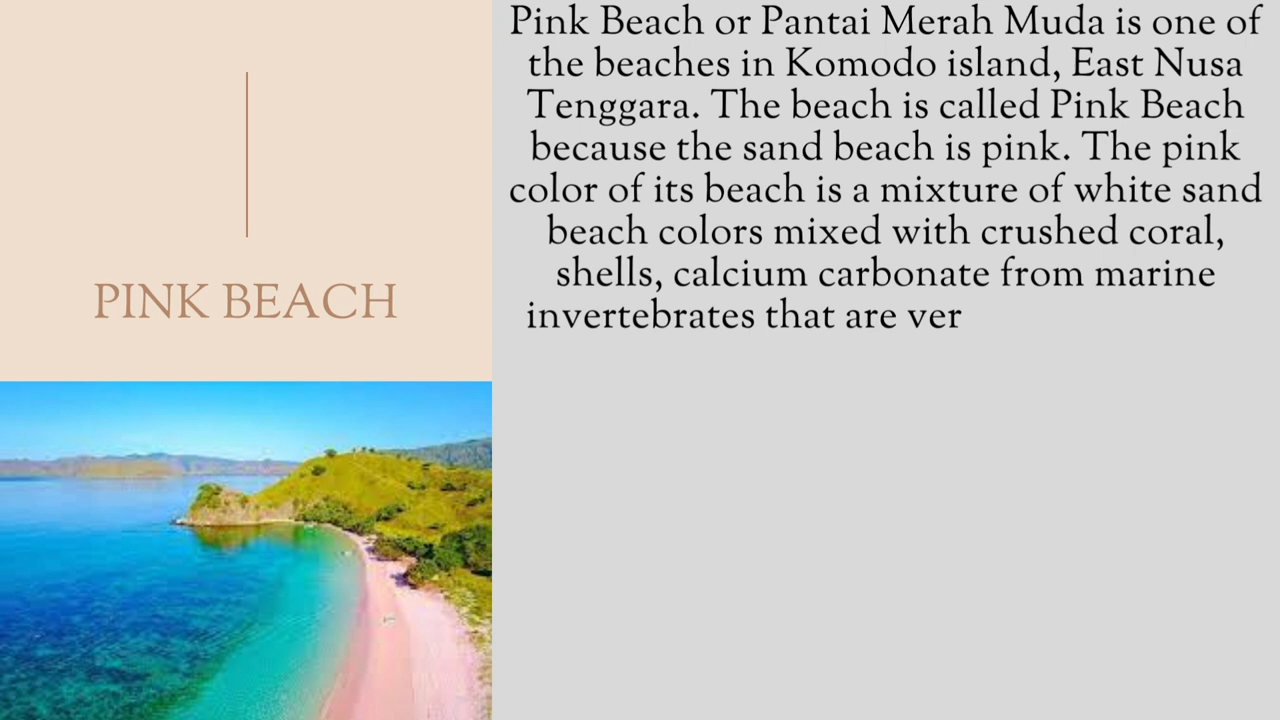 PINK BEACH
Pink Beach or Pantai Merah Muda is one of
the beaches in Komodo island, East Nusa
Tenggara. The beach is called Pink Beach
because the sand beach is pink. The pink
color of its beach is a mixture of white sand
beach colors mixed with crushed coral,
shells, calcium carbonate from marine
invertebrates that are ver